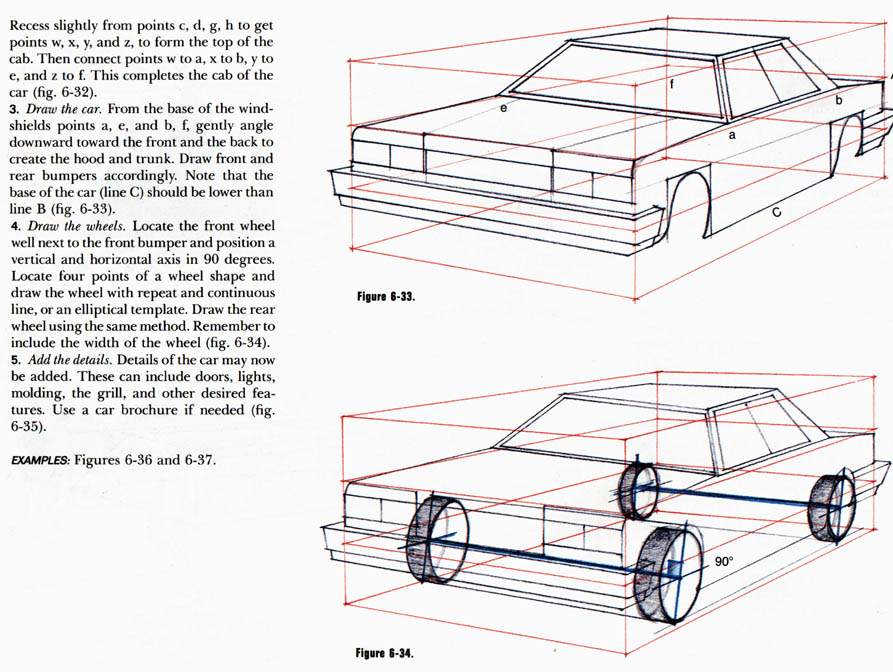 Recess slightly from points c, d, g, h to get
points w, x, y, and z, to form the top of the
cab. Then connect points w to a, x to b, y to
e, and z to f. This completes the cab of the
car (fig. 6-32).
3. Draw the car. From the base of the wind-
shields points a, e, and b, f, gently angle
downward toward the front and the back to
create the hood and trunk. Draw front and
rear bumpers accordingly. Note that the
base of the car (line C) should be lower than
line B (fig. 6-33).
4. Draw the wheels. Locate the front wheel
well next to the front bumper and position a
vertical and horizontal axis in 90 degrees.
Locate four points of a wheel shape and
draw the wheel with repeat and continuous
line, or an elliptical template. Draw the rear
wheel using the same method. Remember to
include the width of the wheel (fig. 6-34).
5. Add the details. Details of the car may now
be added. These can include doors, lights,
molding, the grill, and other desired fea-
tures. Use a car brochure if needed (fig.
6-35).
EXAMPLES: Figures 6-36 and 6-37.
f
e
b
a
C
Figure 6-33.
90°
Figure 6-34.